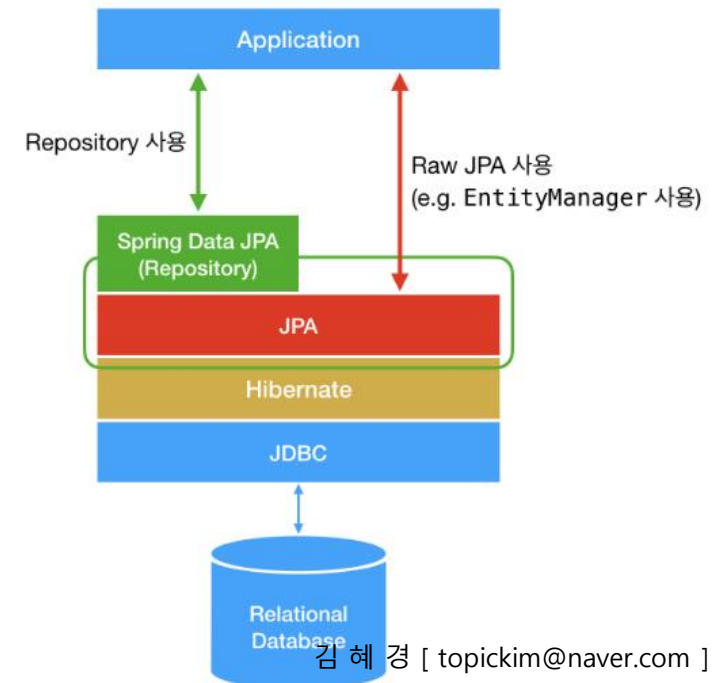 Application
Repository 사용
Raw JPA 사용
(e.g. EntityManager 사용)
Spring Data JPA
(Repository)
JPA
Hibernate
JDBC
Relational
Database
김 혜 경 [ topickim@naver.com ]